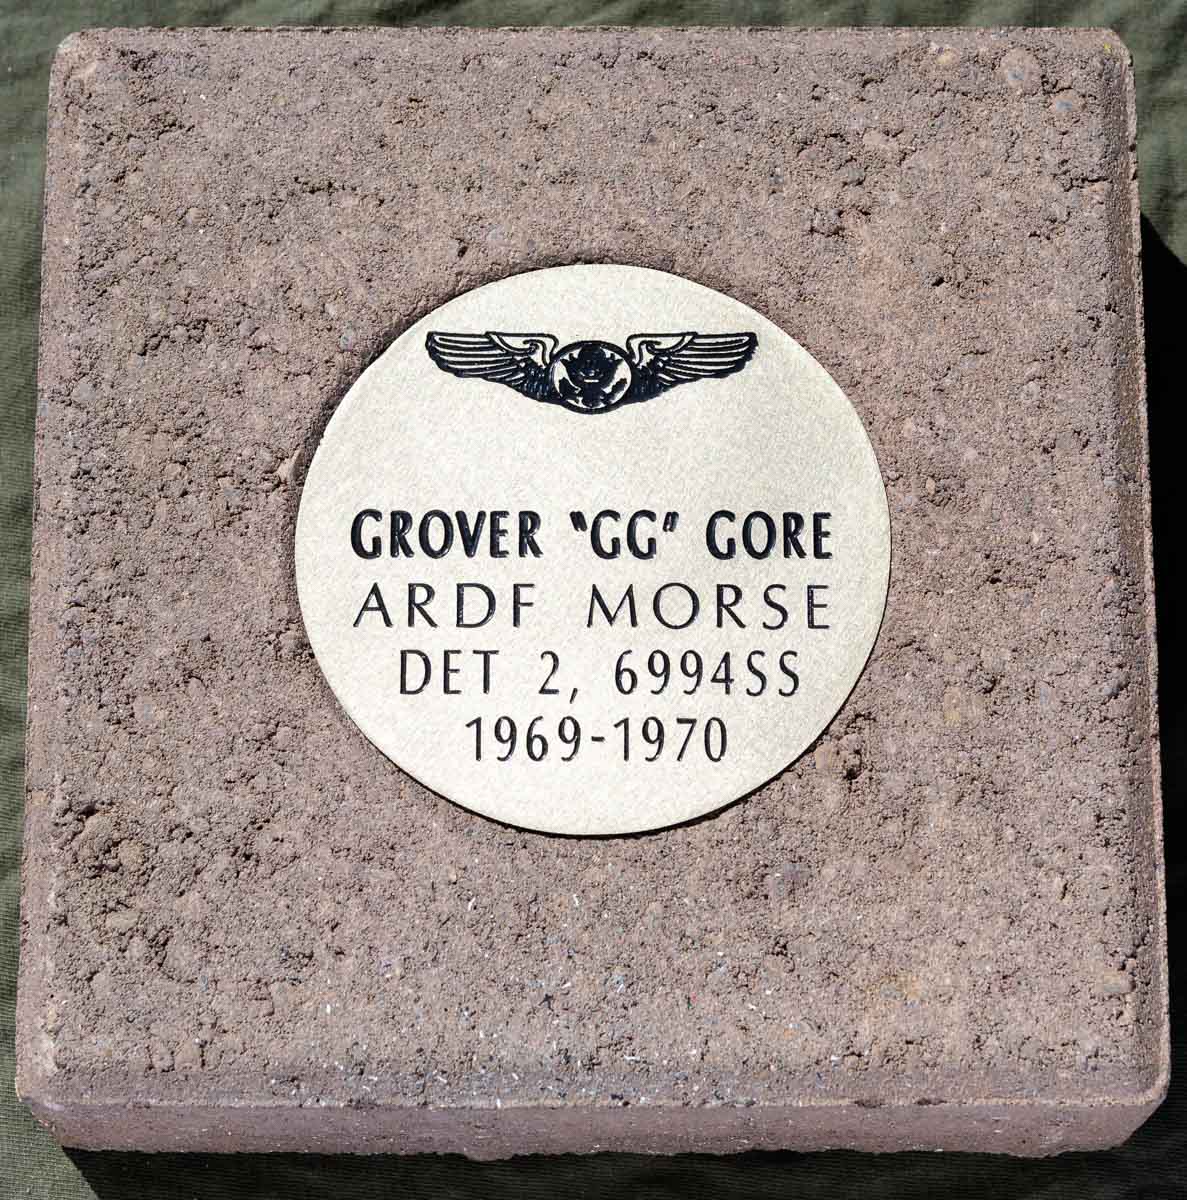 GROVER "GG" GORE
ARDF MORSE
DET 2, 6994SS
1969-1970